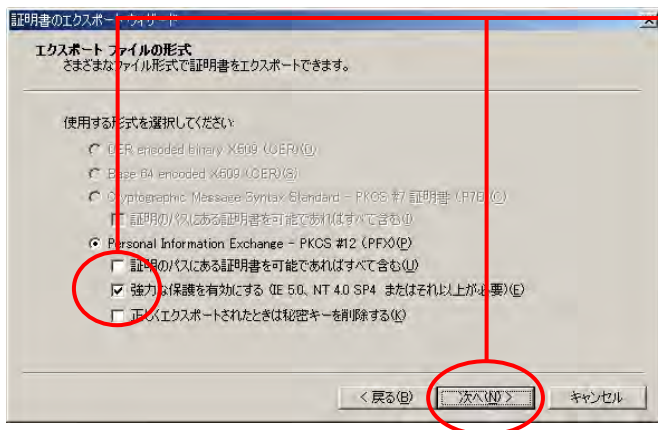 証明書のエクスポート ウィザード
エクスポート ファイルの形式
さまざまなファイル形式で証明書をエクスポートできます。
使用する形式を選択してください:
DER encoded binary X.509 (CER)(D)
Base 64 encoded X.509 (CER)(S)
Cryptographic Message Syntax Standard - PKCS #7 証明書 (P7B)(C)
証明のパスにある証明書を可能であればすべて含む(I)
Personal Information Exchange - PKCS #12 (PFX)(P)
証明のパスにある証明書を可能であればすべて含む(U)
強力な保護を有効にする (IE 5.0、NT 4.0 SP4 またはそれ以上が必要)(E)
正しくエクスポートされたときは秘密キーを削除する(K)
< 戻る(B) 次へ(N) > キャンセル